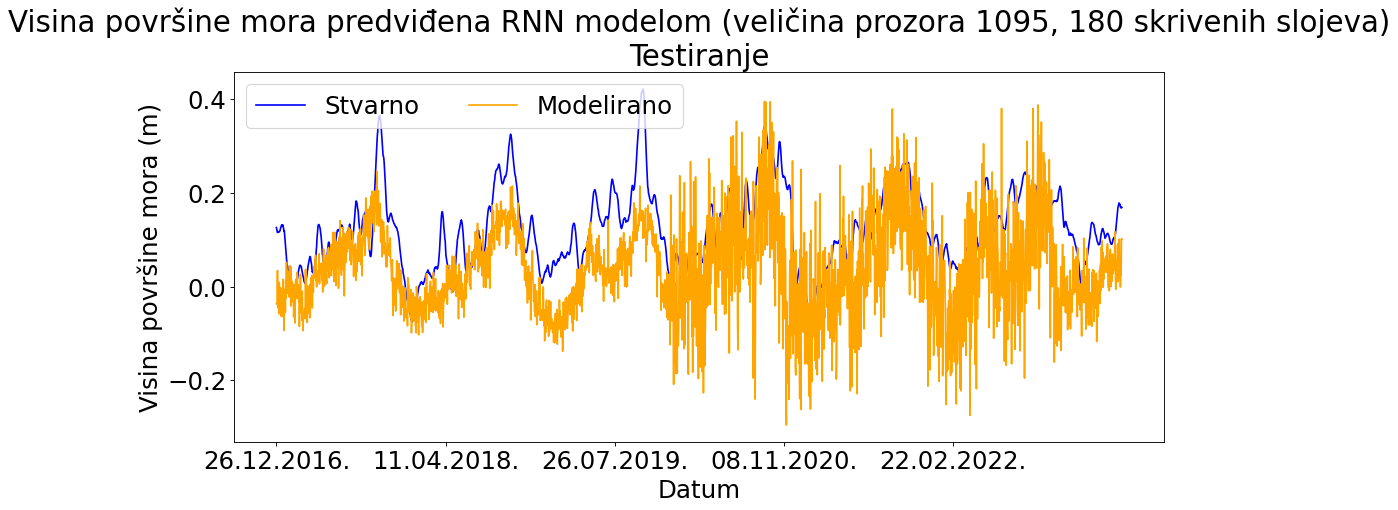 Visina površine mora predviđena RNN modelom (veličina prozora 1095, 180 skrivenih slojeva)
Testiranje
Stvarno Modelirano
Visina površine mora (m)
0.4
0.2
0.0
−0.2
26.12.2016. 11.04.2018. 26.07.2019. 08.11.2020. 22.02.2022.
Datum